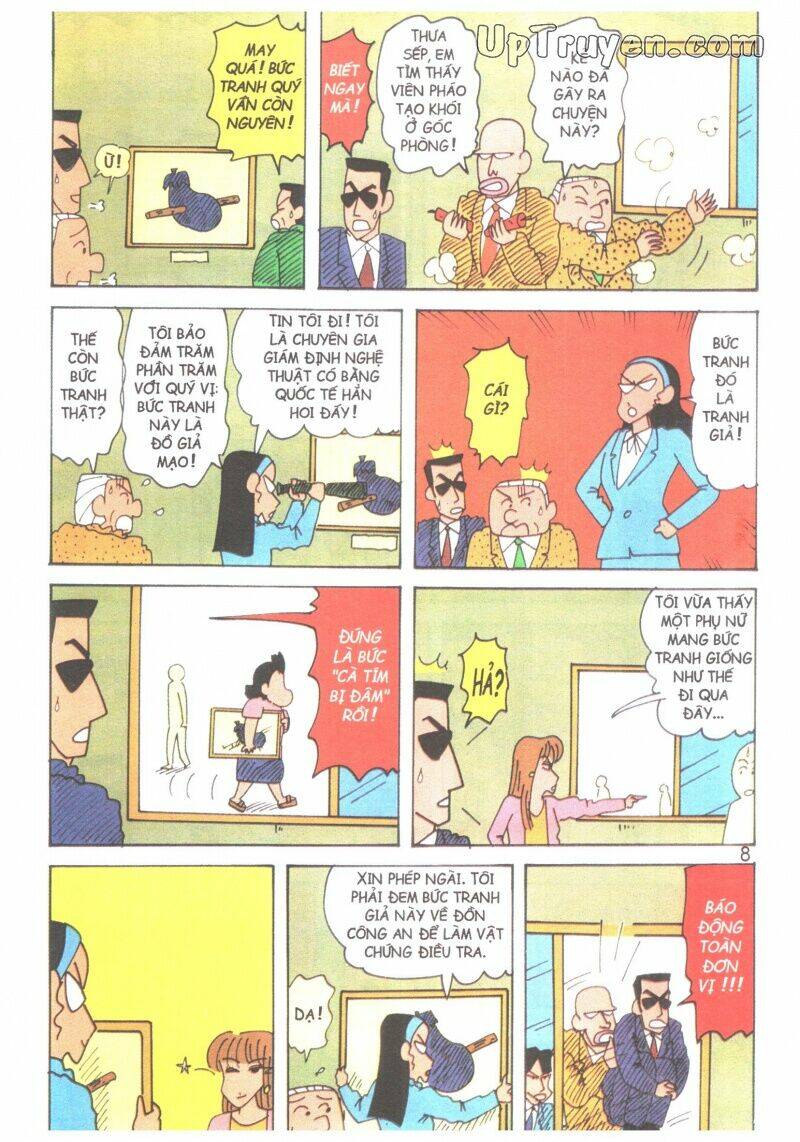 UpTruyen.com
MAY
QUÁ! BỨC
TRANH QUÝ
VẪN CÒN
NGUYÊN!
Ừ!
BIẾT
NGAY
MÀ!
THƯA
SẾP, EM
TÌM THẤY
VIÊN PHÁO
TẠO KHÓI
Ở GÓC
PHÒNG!
KẺ
NÀO ĐÃ
GÂY RA
CHUYỆN
NÀY?
THẾ
CÒN
BỨC
TRANH
THẬT?
TÔI BẢO
ĐẢM TRĂM
PHẦN TRĂM
VỚI QUÝ VỊ:
BỨC TRANH
NÀY LÀ
ĐỒ GIẢ
MẠO!
TIN TÔI ĐI! TÔI
LÀ CHUYÊN GIA
GIÁM ĐỊNH NGHỆ
THUẬT CÓ BẰNG
QUỐC TẾ HẲN
HOI ĐẤY!
CÁI
GÌ?
BỨC
TRANH
ĐÓ
LÀ
TRANH
GIẢ!
ĐÚNG
LÀ BỨC
"CÀ TÍM
BỊ ĐÂM"
RỒI!
HẢ?
TÔI VỪA THẤY
MỘT PHỤ NỮ
MANG BỨC
TRANH GIỐNG
NHƯ THẾ
ĐI QUA
ĐÂY...
8
XIN PHÉP NGÀI. TÔI
PHẢI ĐEM BỨC TRANH
GIẢ NÀY VỀ ĐỒN
CÔNG AN ĐỂ LÀM VẬT
CHỨNG ĐIỀU TRA.
DẠ!
BÁO
ĐỘNG
TOÀN
ĐƠN
VỊ !!!